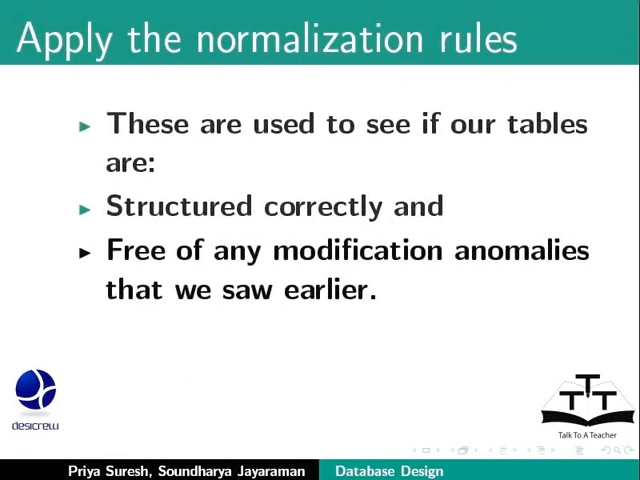 Apply the normalization rules
These are used to see if our tables
are:
Structured correctly and
Free of any modification anomalies
that we saw earlier.
desicrew
TTT
Talk To A Teacher
Priya Suresh, Soundharya Jayaraman
Database Design